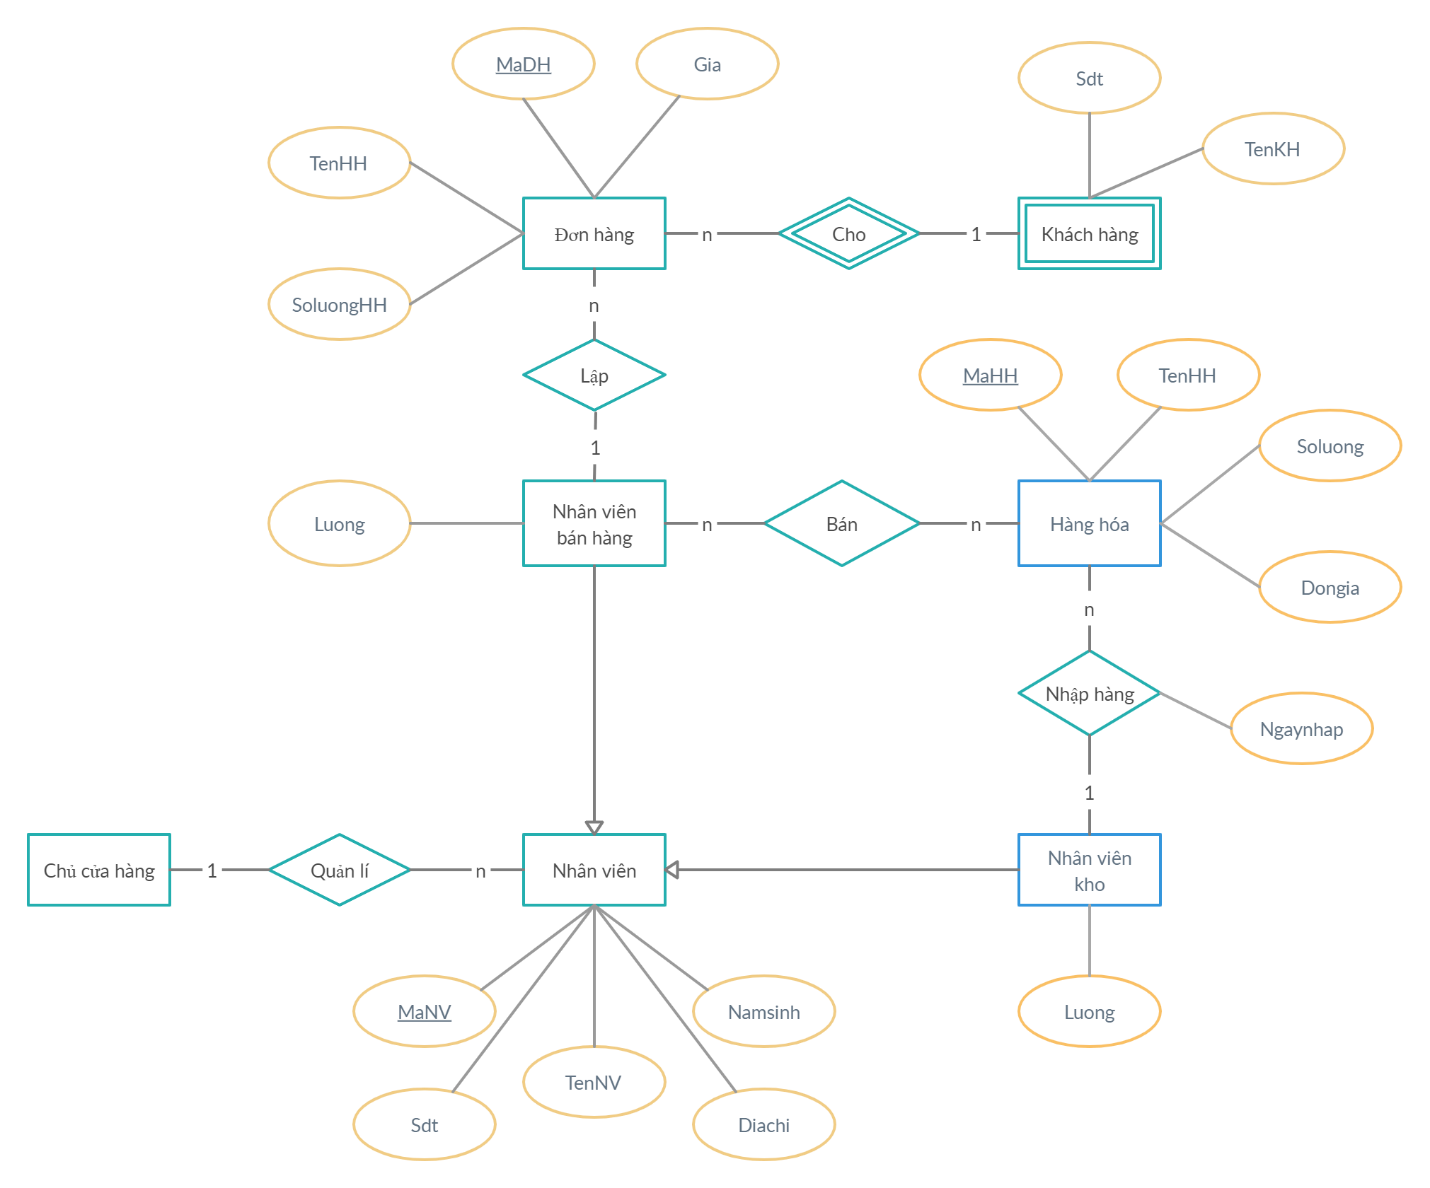 MaDH
Gia
Sdt
TenHH
TenKH
Đơn hàng
n
Cho
1
Khách hàng
SoluongHH
n
Lập
MaHH
TenHH
1
Soluong
Luong
Nhân viên
bán hàng
n
Bán
n
Hàng hóa
Dongia
n
Nhập hàng
Ngaynhap
1
Chủ cửa hàng
1
Quản lí
n
Nhân viên
Nhân viên
kho
MaNV
Namsinh
Luong
TenNV
Sdt
Diachi